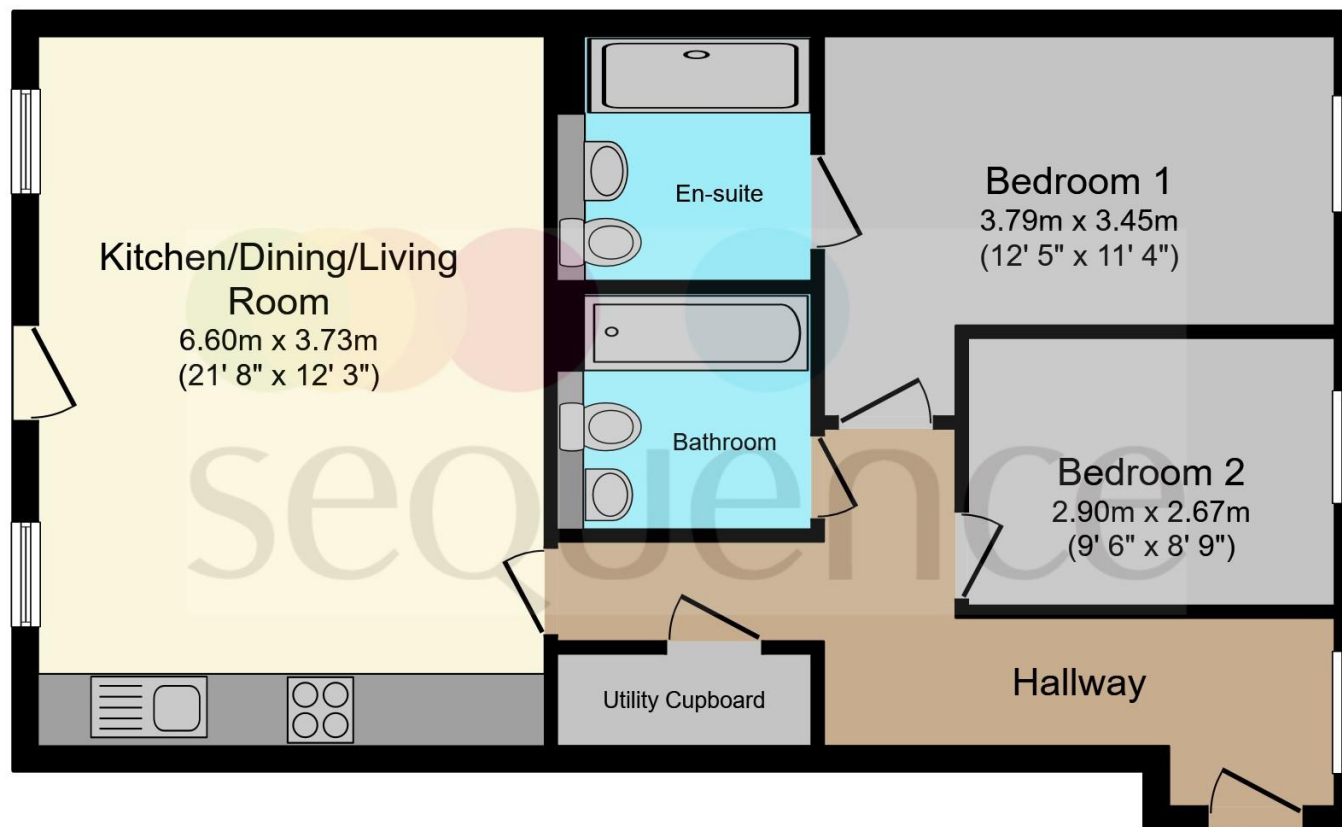 Kitchen/Dining/Living
Room
6.60m x 3.73m
(21' 8" x 12' 3")
En-suite
Bedroom 1
3.79m x 3.45m
(12' 5" x 11' 4")
Bathroom
Bedroom 2
2.90m x 2.67m
(9' 6" x 8' 9")
sequence
Utility Cupboard
Hallway